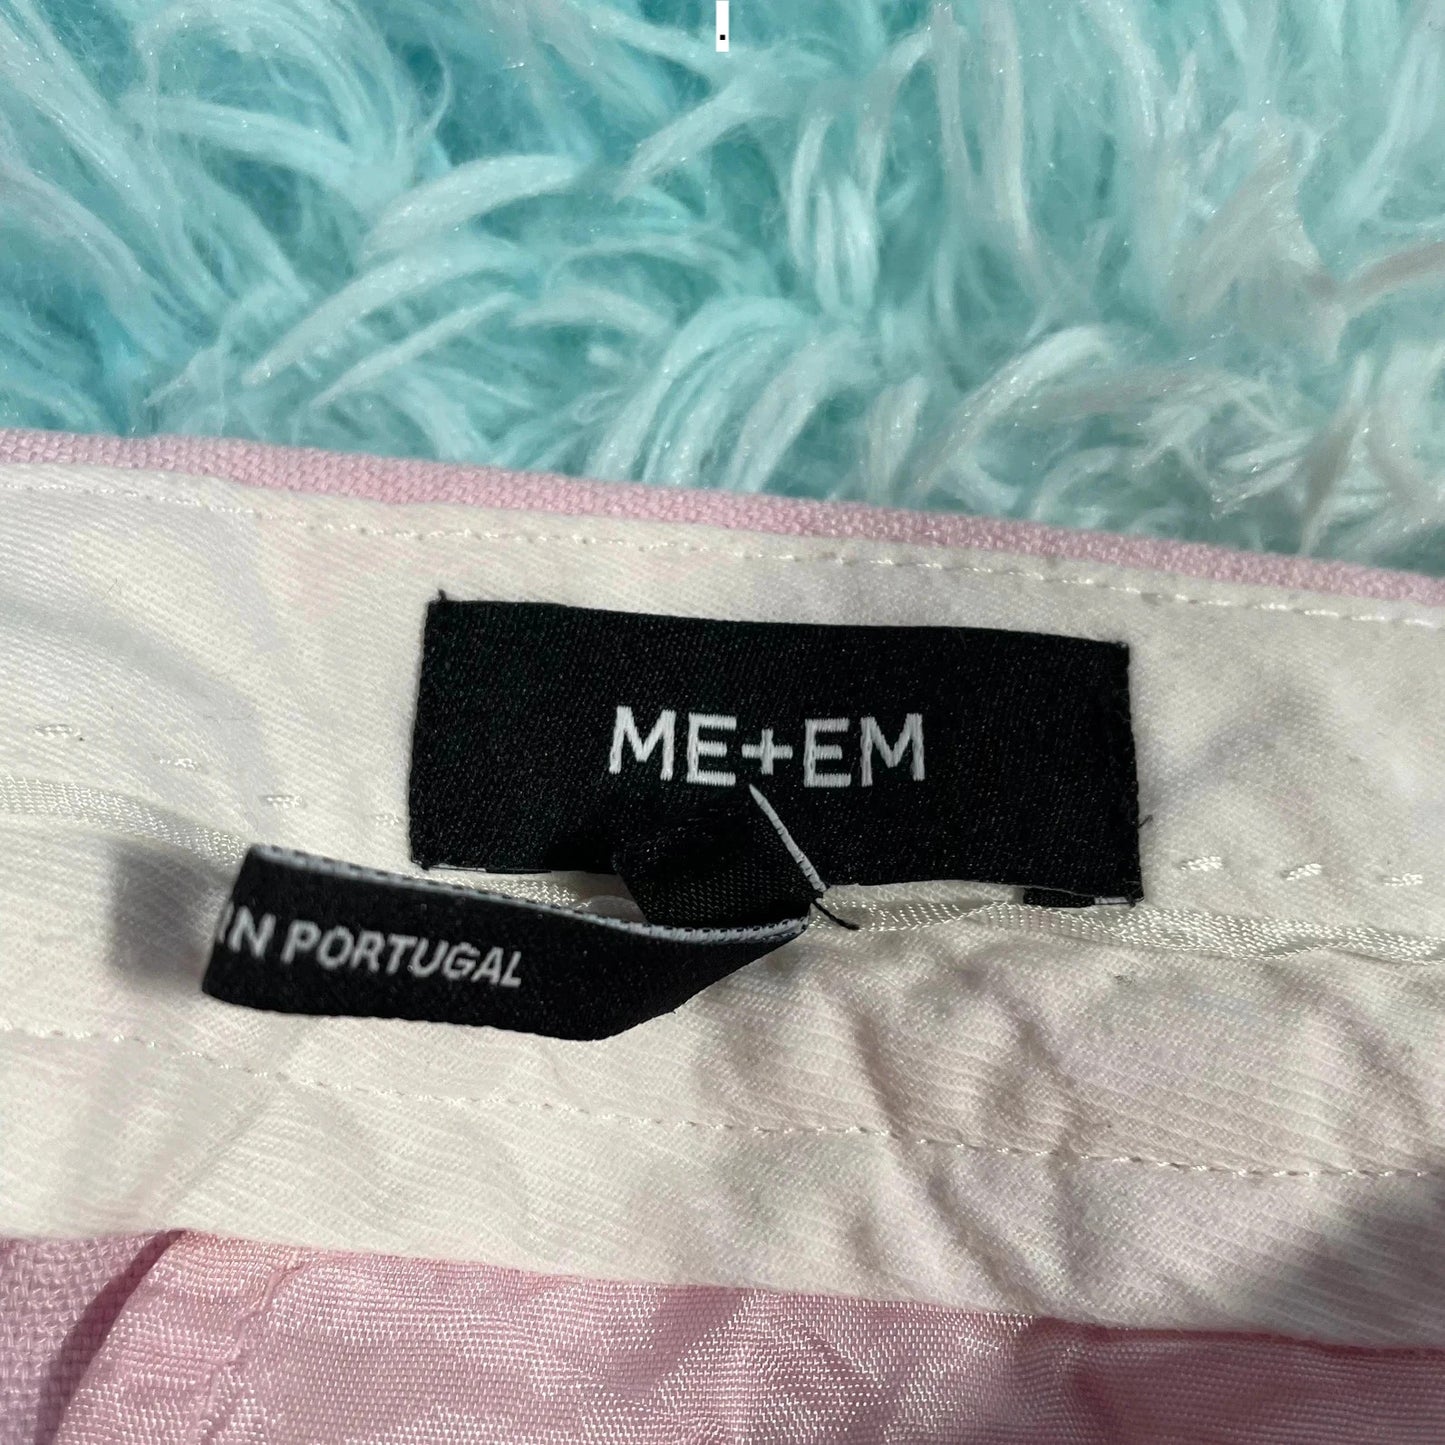 .
ME+EM
IN PORTUGAL